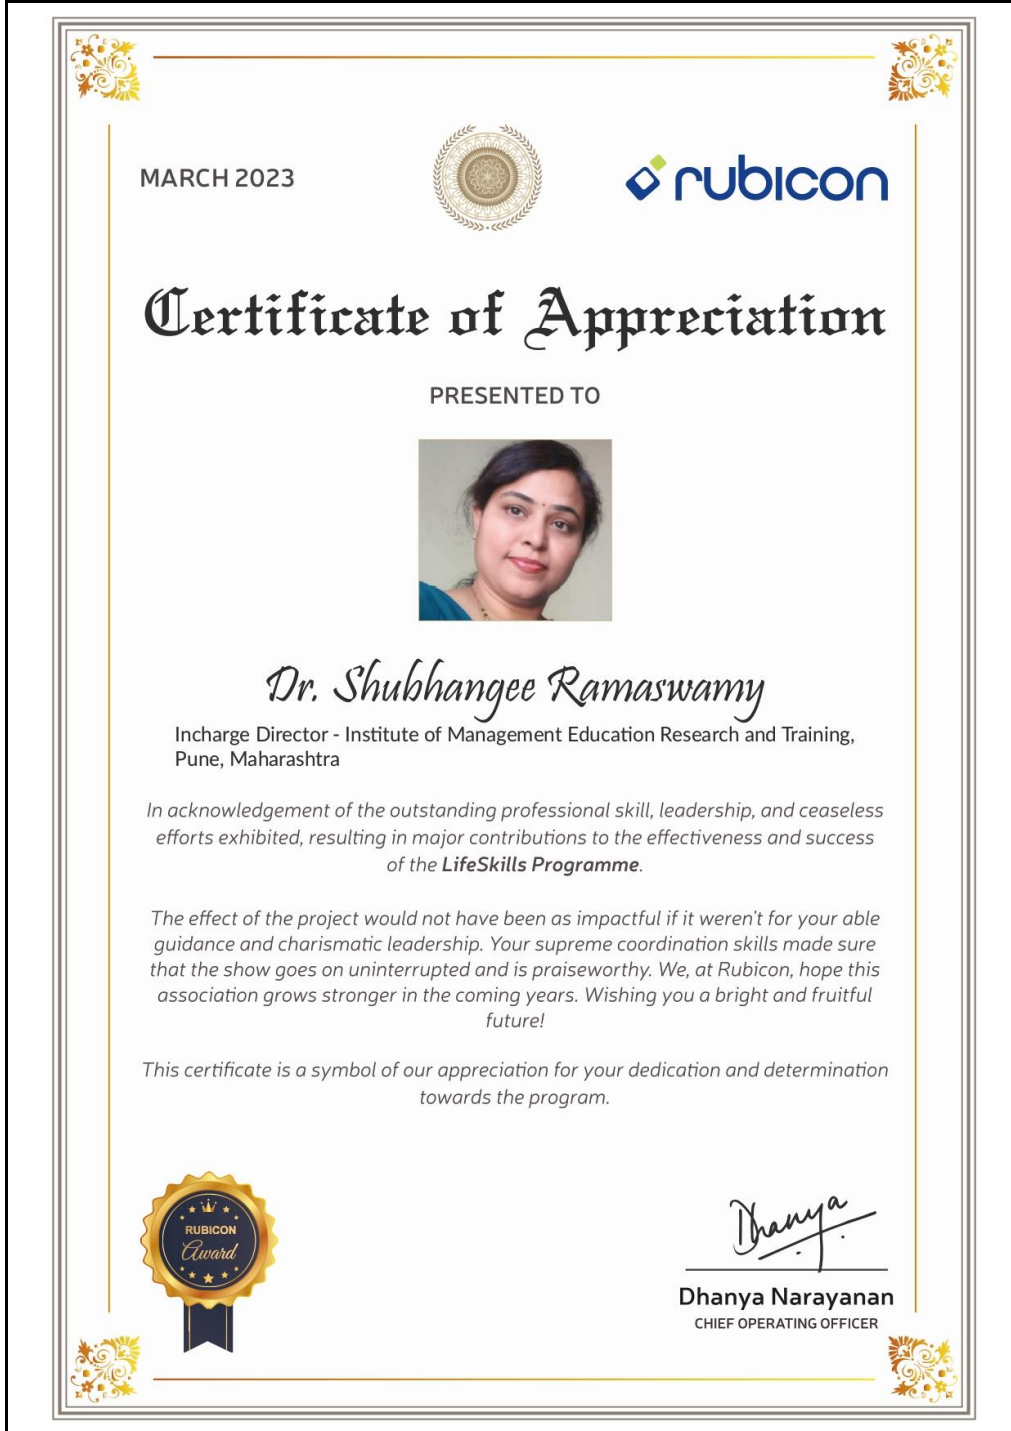 MARCH 2023
rubicon
Certificate of Appreciation
PRESENTED TO
Dr. Shubhangee Ramaswamy
Incharge Director - Institute of Management Education Research and Training,
Pune, Maharashtra
In acknowledgement of the outstanding professional skill, leadership, and ceaseless
efforts exhibited, resulting in major contributions to the effectiveness and success
of the LifeSkills Programme.
The effect of the project would not have been as impactful if it weren't for your able
guidance and charismatic leadership. Your supreme coordination skills made sure
that the show goes on uninterrupted and is praiseworthy. We, at Rubicon, hope this
association grows stronger in the coming years. Wishing you a bright and fruitful
future!
This certificate is a symbol of our appreciation for your dedication and determination
towards the program.
RUBICON
Award
Dhanya
Dhanya Narayanan
CHIEF OPERATING OFFICER